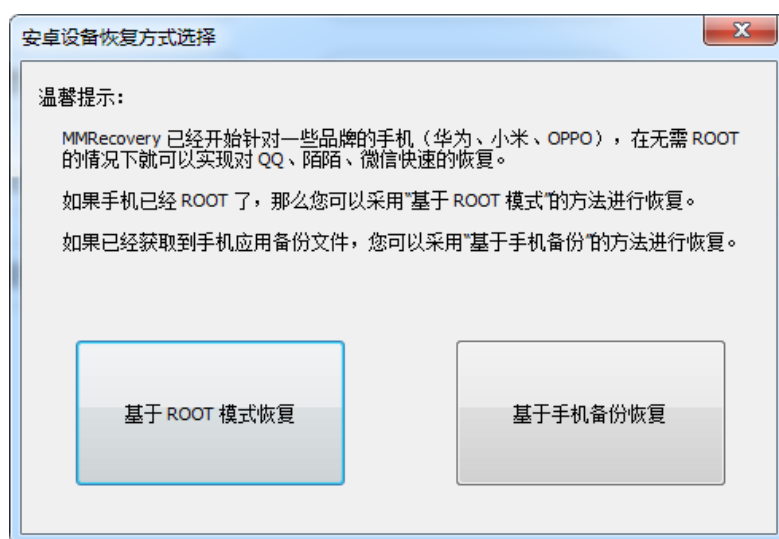 安卓设备恢复方式选择
温馨提示：
MMRecovery 已经开始针对一些品牌的手机（华为、小米、OPPO），在无需 ROOT
的情况下就可以实现对 QQ、陌陌、微信快速的恢复。
如果手机已经 ROOT 了，那么您可以采用“基于 ROOT 模式”的方法进行恢复。
如果已经获取到手机应用备份文件，您可以采用“基于手机备份”的方法进行恢复。
基于 ROOT 模式恢复
基于手机备份恢复